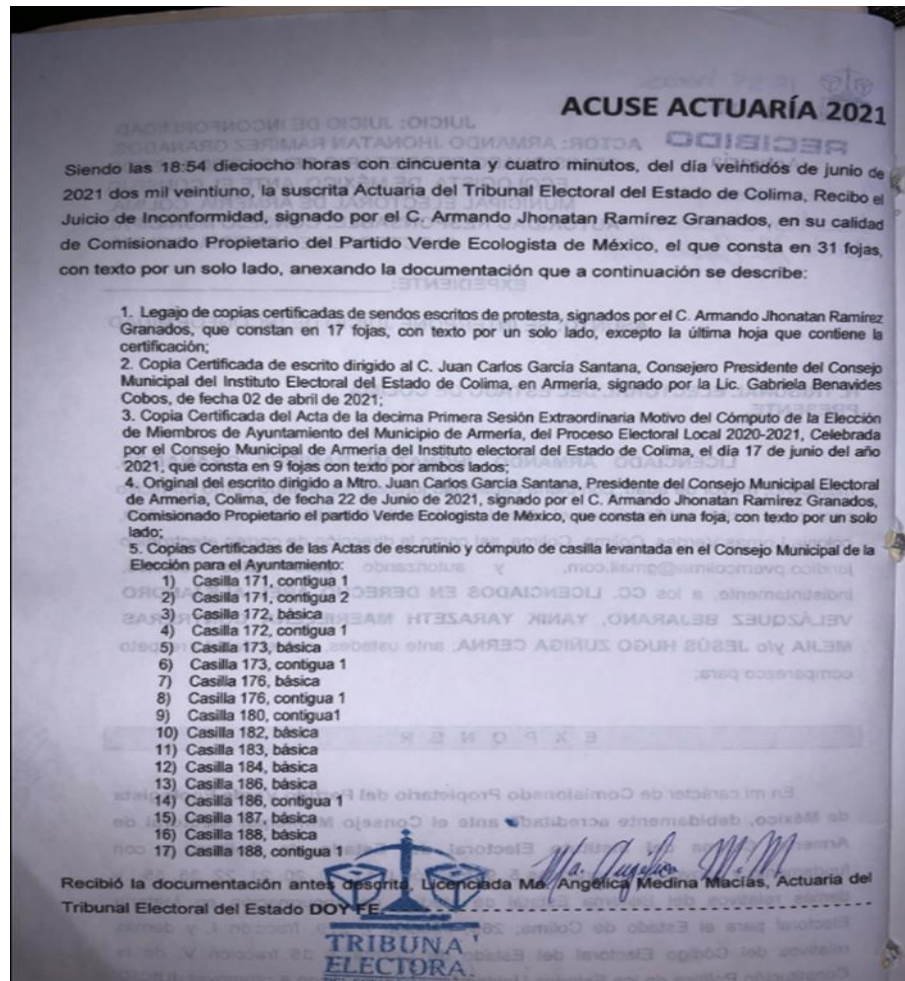 ACUSE ACTUARÍA 2021
Siendo las 18:54 dieciocho horas con cincuenta y cuatro minutos, del día veintidós de junio de
2021 dos mil veintiuno, la suscrita Actuaria del Tribunal Electoral del Estado de Colima, Recibo el
Juicio de Inconformidad, signado por el C. Armando Jhonatan Ramírez Granados, en su calidad
de Comisionado Propietario del Partido Verde Ecologista de México, el que consta en 31 fojas,
con texto por un solo lado, anexando la documentación que a continuación se describe:
1. Legajo de copias certificadas de sendos escritos de protesta, signados por el C. Armando Jhonatan Ramírez
Granados, que constan en 17 fojas, con texto por un solo lado, excepto la última hoja que contiene la
certificación;
2. Copia Certificada de escrito dirigido al C. Juan Carlos García Santana, Consejero Presidente del Consejo
Municipal del Instituto Electoral del Estado de Colima, en Armería, signado por la Lic. Gabriela Benavides
Cobos, de fecha 02 de abril de 2021;
3. Copia Certificada del Acta de la decima Primera Sesión Extraordinaria Motivo del Cómputo de la Elección
de Miembros de Ayuntamiento del Municipio de Armería, del Proceso Electoral Local 2020-2021, Celebrada
por el Consejo Municipal de Armería del Instituto electoral del Estado de Colima, el día 17 de junio del año
2021, que consta en 9 fojas con texto por ambos lados;
4. Original del escrito dirigido a Mtro. Juan Carlos García Santana, Presidente del Consejo Municipal Electoral
de Armería, Colima, de fecha 22 de Junio de 2021, signado por el C. Armando Jhonatan Ramírez Granados,
Comisionado Propietario el partido Verde Ecologista de México, que consta en una foja, con texto por un solo
lado;
5. Copias Certificadas de las Actas de escrutinio y cómputo de casilla levantada en el Consejo Municipal de la
Elección para el Ayuntamiento:
1) Casilla 171, contigua 1
2) Casilla 171, contigua 2
3) Casilla 172, básica
4) Casilla 172, contigua 1
5) Casilla 173, básica
6) Casilla 173, contigua 1
7) Casilla 176, básica
8) Casilla 176, contigua 1
9) Casilla 180, contigua1
10) Casilla 182, básica
11) Casilla 183, básica
12) Casilla 184, básica
13) Casilla 186, básica
14) Casilla 186, contigua 1
15) Casilla 187, básica
16) Casilla 188, básica
17) Casilla 188, contigua 1
Ma. Angélica M. M.
Recibió la documentación antes descrita, Licenciada Ma. Angélica Medina Macías, Actuaria del
Tribunal Electoral del Estado DOY FE.
TRIBUNA
ELECTORA